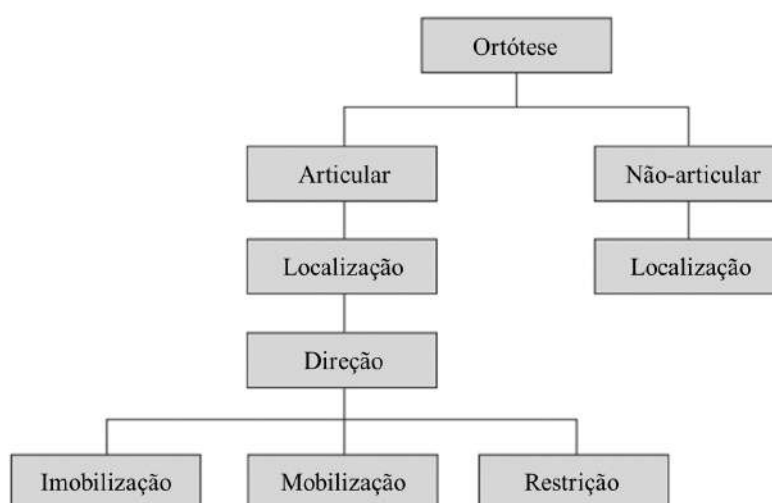 Ortótese
Articular
Não-articular
Localização
Localização
Direção
Imobilização
Mobilização
Restrição